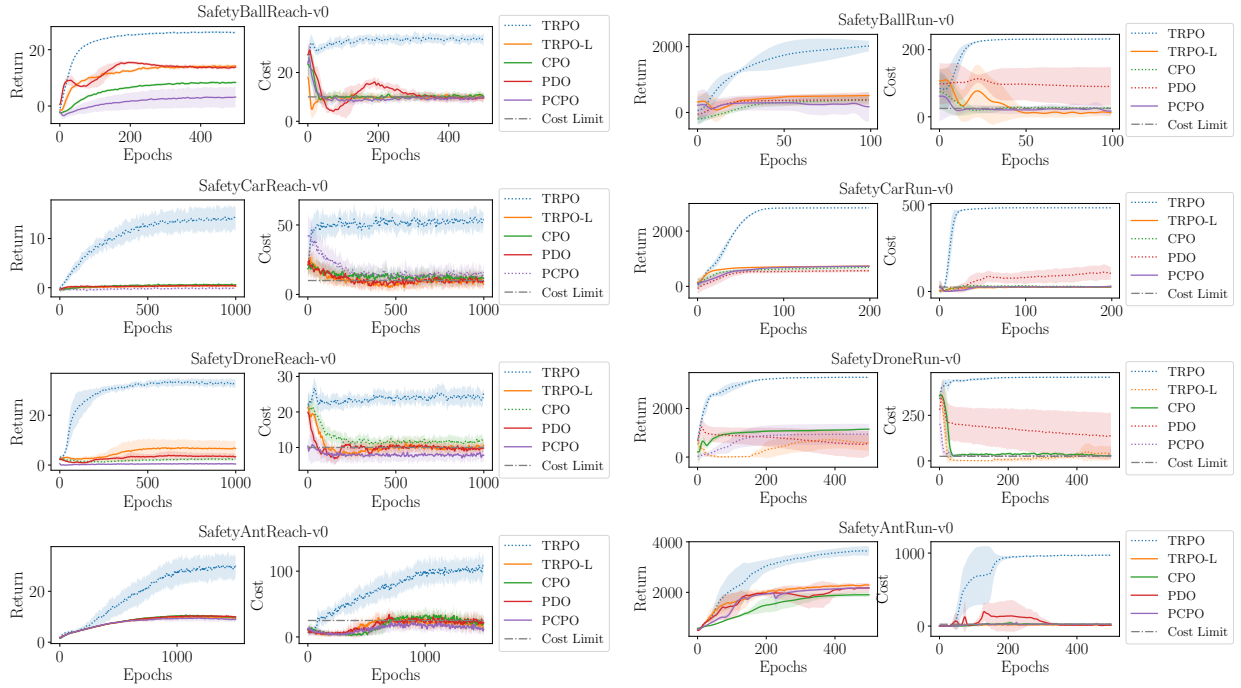 SafetyBallReach-v0
Return
20
0
0
200
400
Epochs
Cost
30
20
10
0
0
200
400
Epochs
TRPO
TRPO-L
CPO
PDO
PCPO
Cost Limit
SafetyBallRun-v0
Return
2000
0
0
50
100
Epochs
Cost
200
100
0
0
50
100
Epochs
TRPO
TRPO-L
CPO
PDO
PCPO
Cost Limit
SafetyCarReach-v0
Return
10
0
500
1000
Epochs
Cost
50
25
0
0
500
1000
Epochs
TRPO
TRPO-L
CPO
PDO
PCPO
Cost Limit
SafetyCarRun-v0
Return
2000
0
0
100
200
Epochs
Cost
500
0
0
100
200
Epochs
TRPO
TRPO-L
CPO
PDO
PCPO
Cost Limit
SafetyDroneReach-v0
Return
20
0
0
500
1000
Epochs
Cost
30
20
10
0
0
500
1000
Epochs
TRPO
TRPO-L
CPO
PDO
PCPO
Cost Limit
SafetyDroneRun-v0
Return
2000
0
0
200
400
Epochs
Cost
250
0
0
200
400
Epochs
TRPO
TRPO-L
CPO
PDO
PCPO
Cost Limit
SafetyAntReach-v0
Return
20
0
0
1000
Epochs
Cost
100
50
0
0
1000
Epochs
TRPO
TRPO-L
CPO
PDO
PCPO
Cost Limit
SafetyAntRun-v0
Return
4000
2000
0
200
400
Epochs
Cost
1000
0
0
200
400
Epochs
TRPO
TRPO-L
CPO
PDO
PCPO
Cost Limit